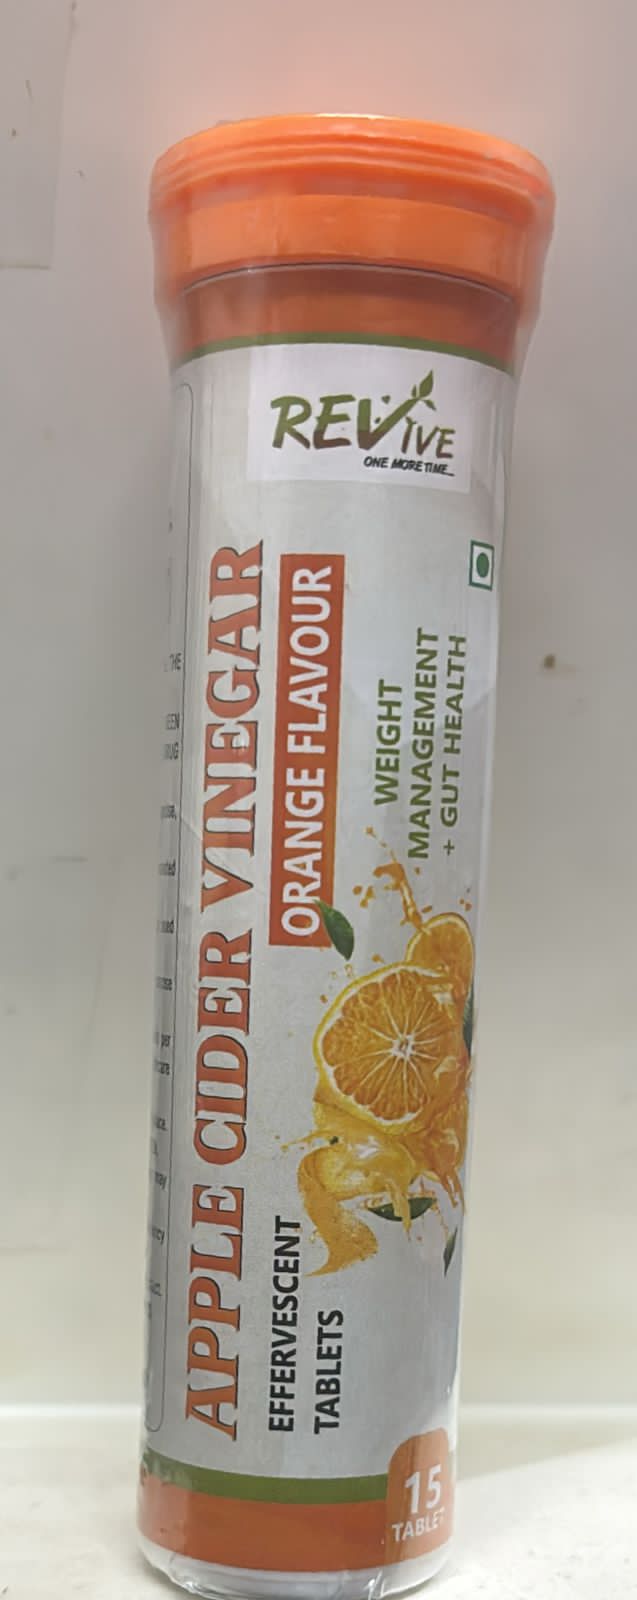 REVIVE
ONE MORE TIME...
APPLE CIDER VINEGAR
ORANGE FLAVOUR
WEIGHT
MANAGEMENT
+ GUT HEALTH
EFFERVESCENT
TABLETS
15
TABLET